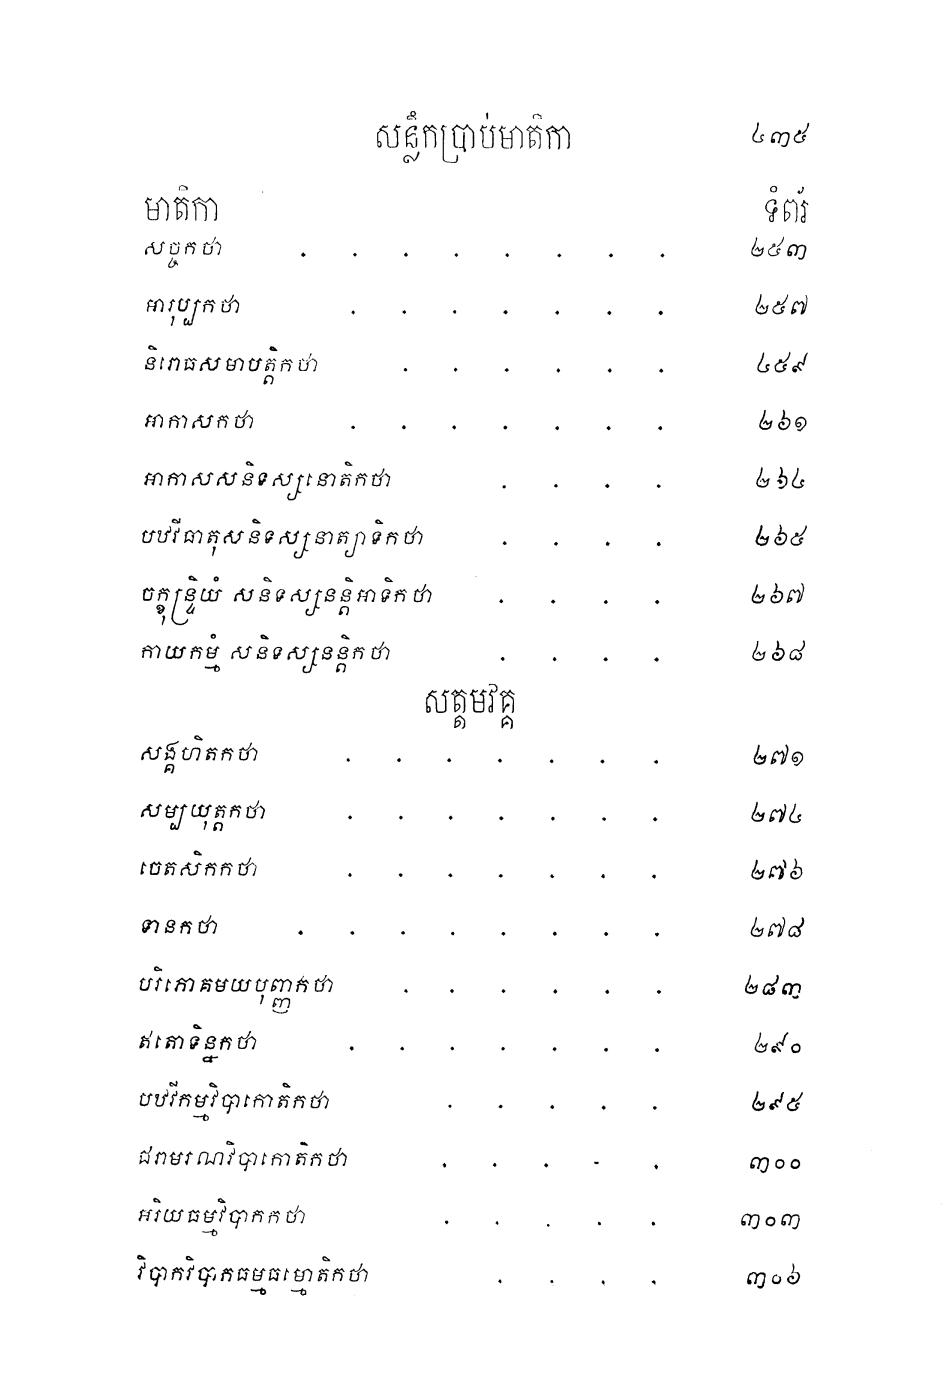 សន្លឹកប្រាប់មាតិកា ៤៣៥
មាតិកា ទំព័រ
សច្ចកថា . . . . . . . . ២៥៣
អារុប្បកថា . . . . . . . ២៥៧
និរោធសមាបត្តិកថា . . . . . . ៤៥៩
អាកាសកថា . . . . . . . ២៦១
អាកាសសនិទស្សនោតិកថា . . . . ២៦៤
បឋវីធាតុសនិទស្សនាត្យាទិកថា . . . . ២៦៥
ចក្ខុន្ទ្រិយំ សនិទស្សនន្តិអាទិកថា . . . . ២៦៧
កាយកម្មំ សនិទស្សនន្តិកថា . . . . ២៦៨
សត្តមវគ្គ
សង្គហិតកថា . . . . . . . ២៧១
សម្បយុត្តកថា . . . . . . . ២៧៤
ចេតសិកកថា . . . . . . . ២៧៦
ទានកថា . . . . . . . . ២៧៨
បរិភោគមយបុញ្ញកថា . . . . . . ២៨៣
ឥតោទិន្នកថា . . . . . . . ២៩០
បឋវីកម្មវិបាកោតិកថា . . . . . ២៩៥
ជរាមរណវិបាកោតិកថា . . . - . ៣០០
អរិយធម្មវិបាកកថា . . . . . ៣០៣
វិបាកវិបាកធម្មធម្មោតិកថា . . . . ៣០៦